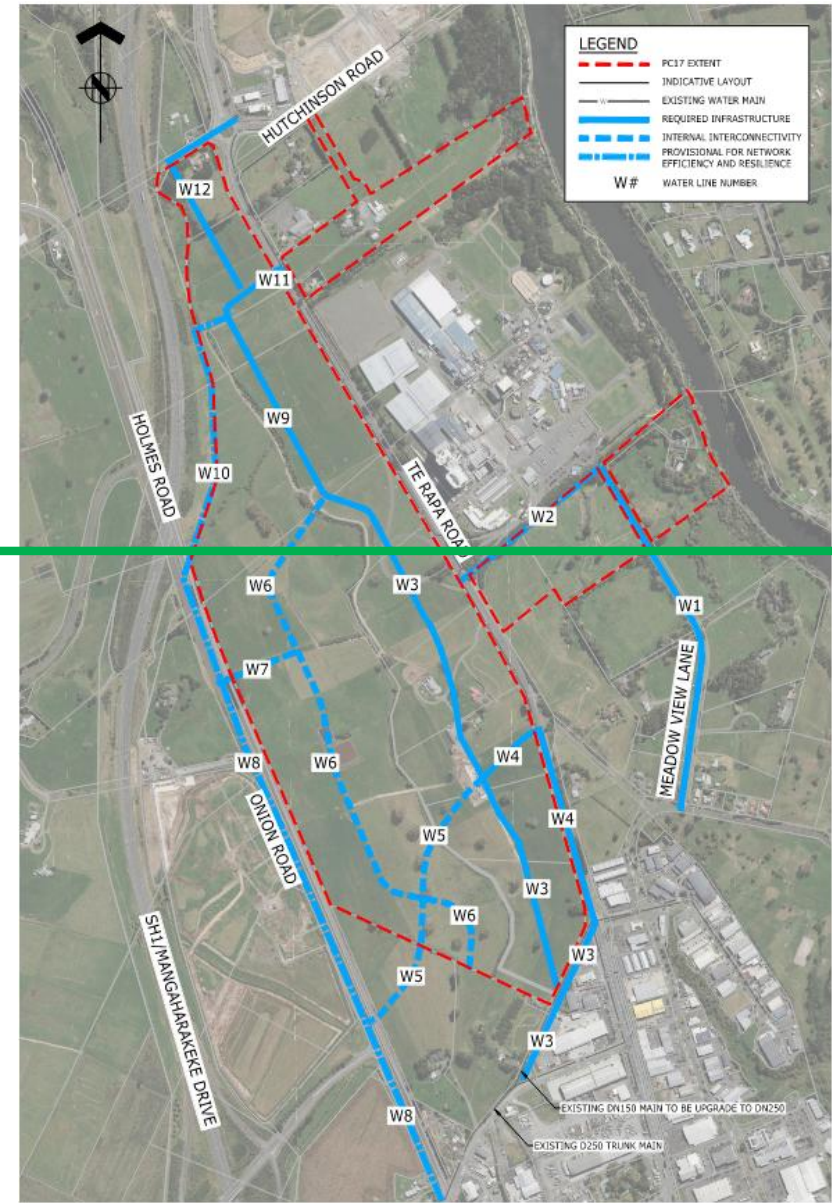 LEGEND
PC17 EXTENT
INDICATIVE LAYOUT
W EXISTING WATER MAIN
REQUIRED INFRASTRUCTURE
INTERNAL INTERCONNECTIVITY
PROVISIONAL FOR NETWORK
EFFICIENCY AND RESILIENCE
W# WATER LINE NUMBER
HUTCHINSON ROAD
W12
W11
W9
HOLMES ROAD
W10
TE RAPA ROAD
W2
W6
W3
W1
W7
MEADOW VIEW LANE
W8
W6
W4
ONION ROAD
W4
W5
W3
W6
SH1/MANGAHARAKEKE DRIVE
W5
W3
W3
W8
EXISTING DN150 MAIN TO BE UPGRADE TO DN250
EXISTING D250 TRUNK MAIN